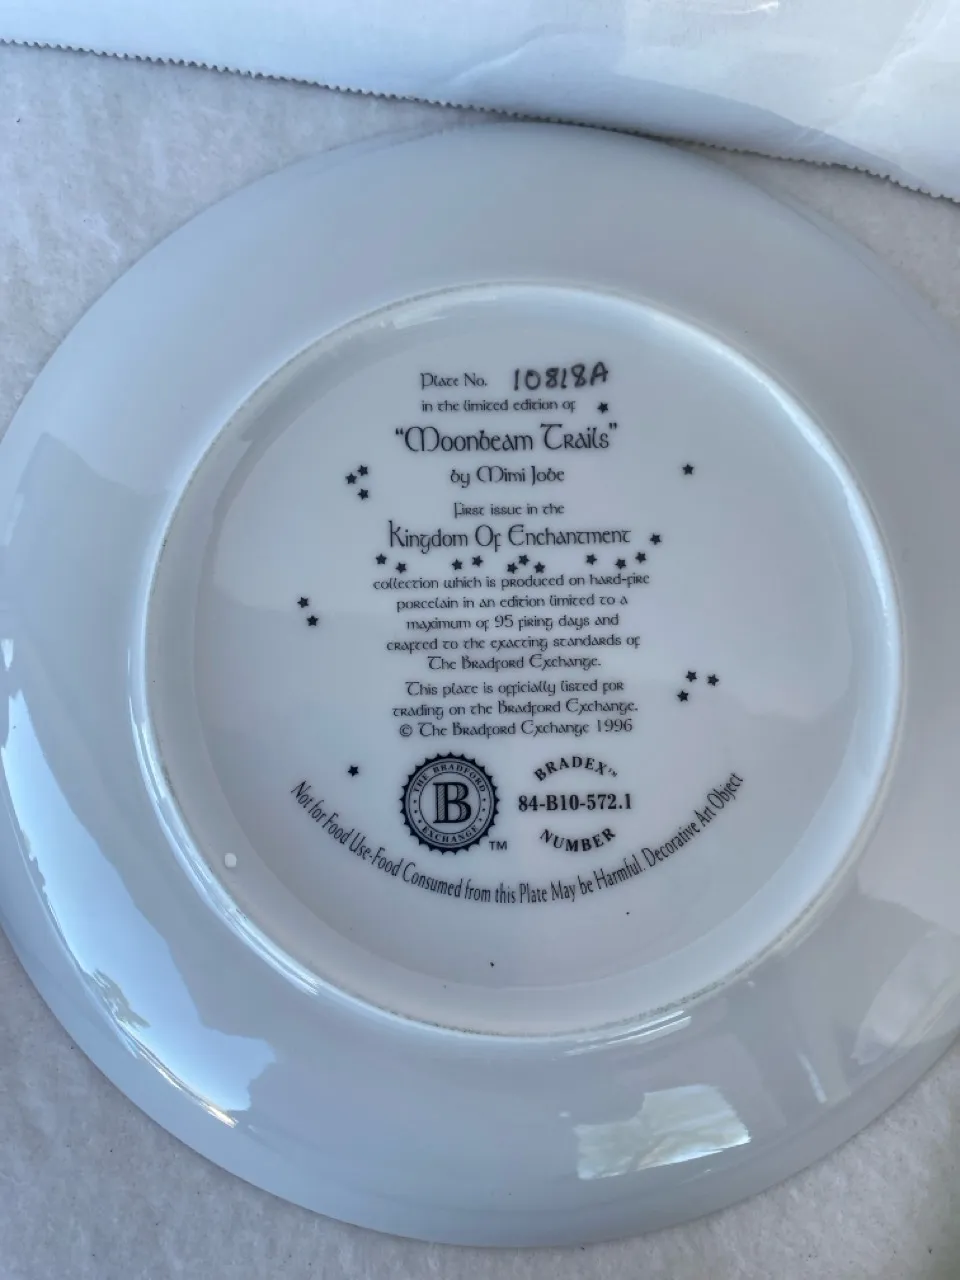 Plate No. 10818A
in the limited edition of
“Moonbeam Trails”
by Mimi Jobe
First issue in the
Kingdom Of Enchantment
collection which is produced on hard-fire
porcelain in an edition limited to a
maximum of 95 firing days and
crafted to the exacting standards of
The Bradford Exchange.
This plate is officially listed for
trading on the Bradford Exchange.
© The Bradford Exchange 1996
THE BRADFORD
B
EXCHANGE
TM
BRADEX™
84-B10-572.1
NUMBER
Not for Food Use-Food Consumed from this Plate May be Harmful. Decorative Art Object